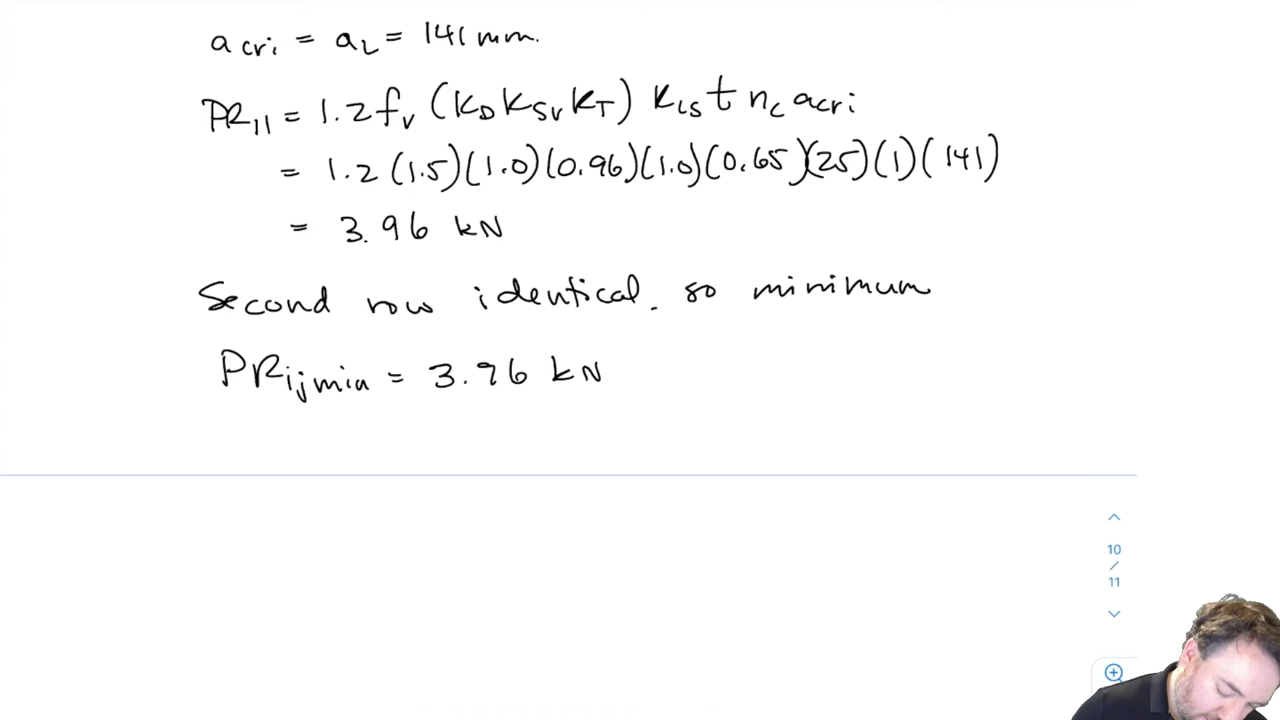 a cri = a_L = 141 mm.
PR_11 = 1.2 f_v (K_D K_SV K_T) K_LS t n_c a cri
= 1.2 (1.5)(1.0)(0.96)(1.0)(0.65)(25)(1)(141)
= 3.96 kN
Second row identical. so minimum
PR_ij min = 3.96 kN
10
/
11